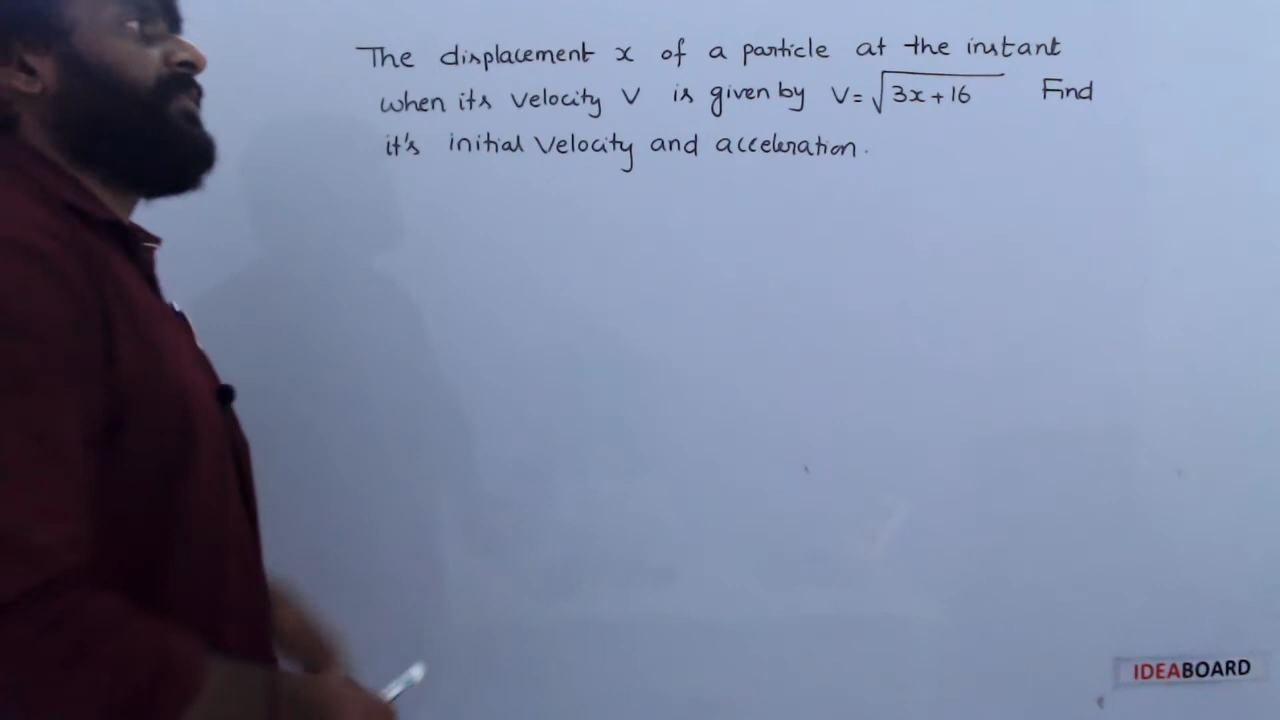 The displacement x of a particle at the instant
when its velocity v is given by v = √3x+16 Find
it's initial velocity and acceleration.
IDEABOARD